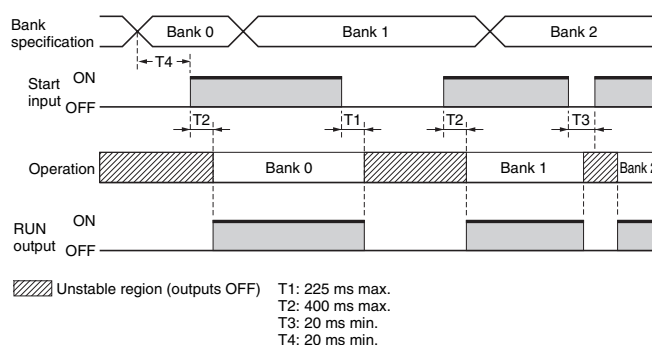 Bank
specification
Bank 0
Bank 1
Bank 2
T4
Start
input
ON
OFF
T2
T1
T2
T3
Operation
Bank 0
Bank 1
Bank 2
RUN
output
ON
OFF
Unstable region (outputs OFF)
T1: 225 ms max.
T2: 400 ms max.
T3: 20 ms min.
T4: 20 ms min.